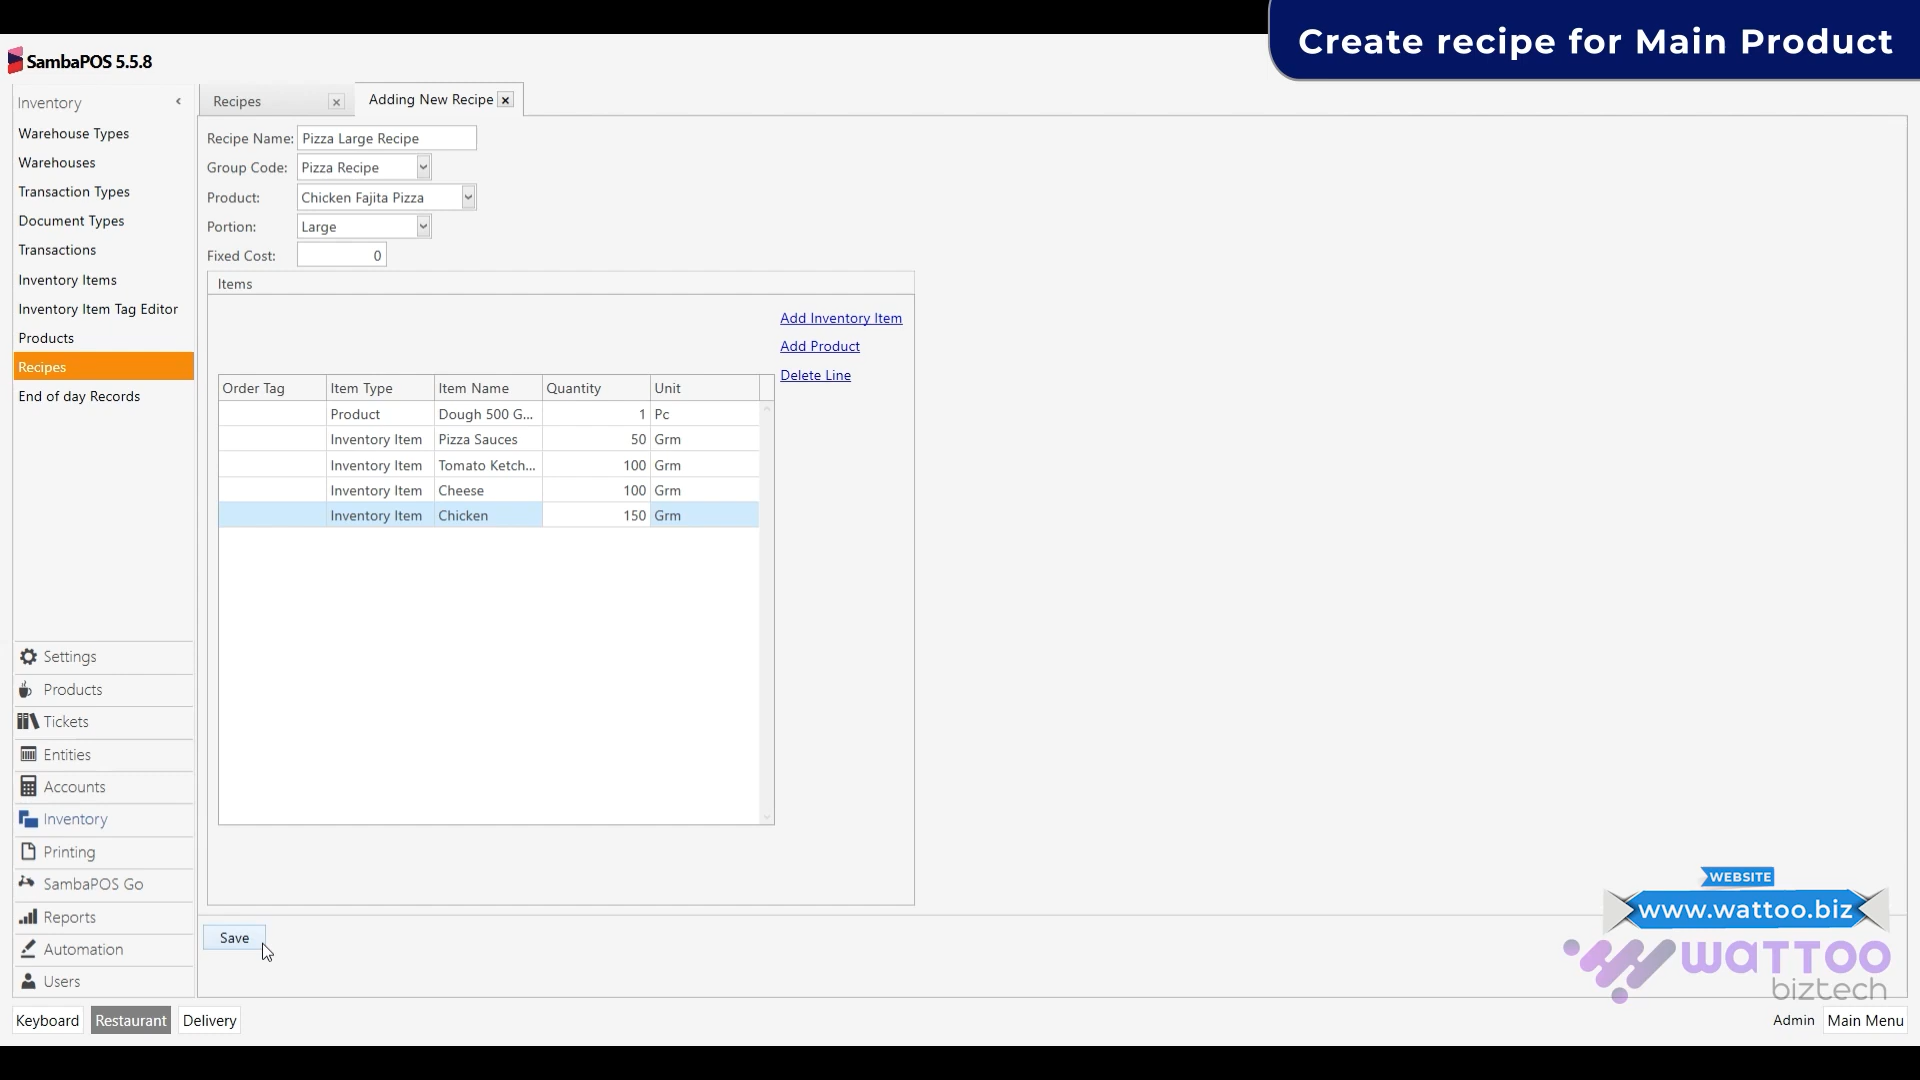 Create recipe for Main Product
SambaPOS 5.5.8
Inventory
Warehouse Types
Warehouses
Transaction Types
Document Types
Transactions
Inventory Items
Inventory Item Tag Editor
Products
Recipes
End of day Records
Settings
Products
Tickets
Entities
Accounts
Inventory
Printing
SambaPOS Go
Reports
Automation
Users
Recipes
Adding New Recipe
Recipe Name: Pizza Large Recipe
Group Code: Pizza Recipe
Product: Chicken Fajita Pizza
Portion: Large
Fixed Cost: 0
Items
Add Inventory Item
Add Product
Delete Line
Order Tag Item Type Item Name Quantity Unit
Product Dough 500 G... 1 Pc
Inventory Item Pizza Sauces 50 Grm
Inventory Item Tomato Ketch... 100 Grm
Inventory Item Cheese 100 Grm
Inventory Item Chicken 150 Grm
Save
WEBSITE
www.wattoo.biz
WATTOO
biztech
Keyboard Restaurant Delivery
Admin Main Menu